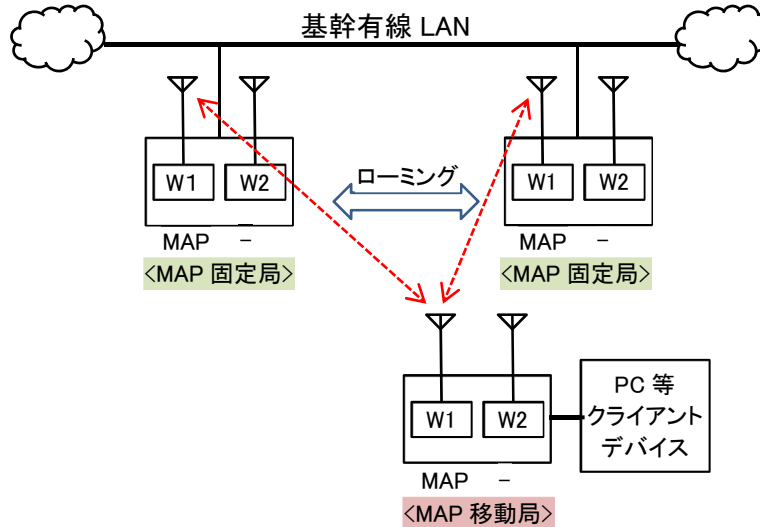 基幹有線 LAN
W1 W2
W1 W2
ローミング
MAP －
<MAP 固定局>
MAP －
<MAP 固定局>
W1 W2
PC 等
クライアント
デバイス
MAP －
<MAP 移動局>